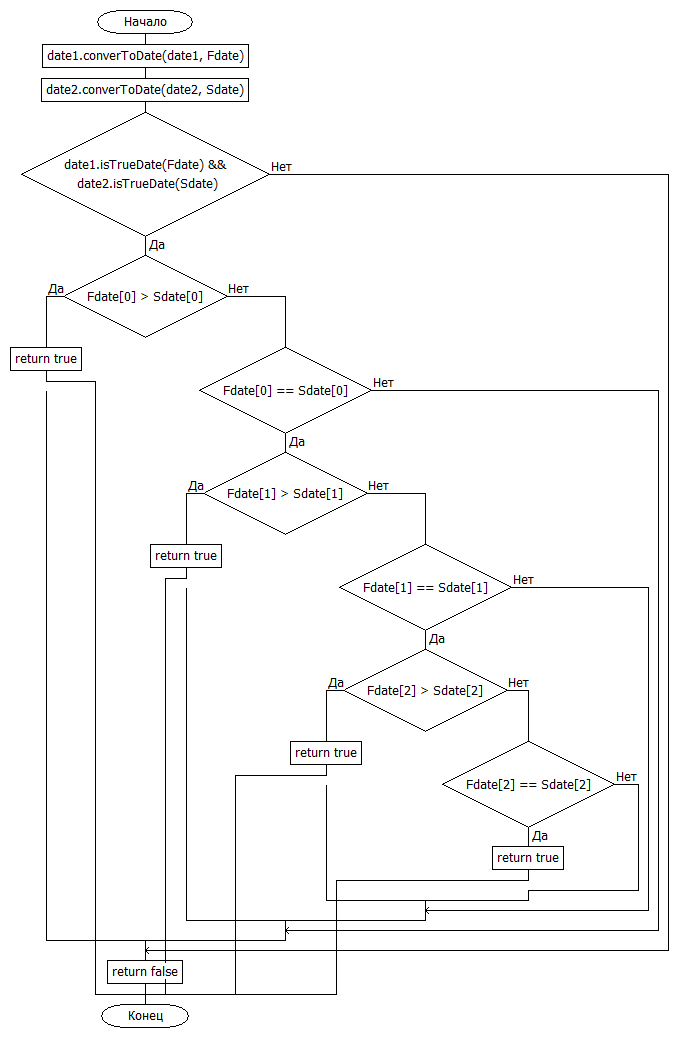 Начало
date1.converToDate(date1, Fdate)
date2.converToDate(date2, Sdate)
date1.isTrueDate(Fdate) &&
date2.isTrueDate(Sdate)
Нет
Да
Да
Fdate[0] > Sdate[0]
Нет
return true
Fdate[0] == Sdate[0]
Нет
Да
Да
Fdate[1] > Sdate[1]
Нет
return true
Fdate[1] == Sdate[1]
Нет
Да
Да
Fdate[2] > Sdate[2]
Нет
return true
Fdate[2] == Sdate[2]
Нет
Да
return true
return false
Конец